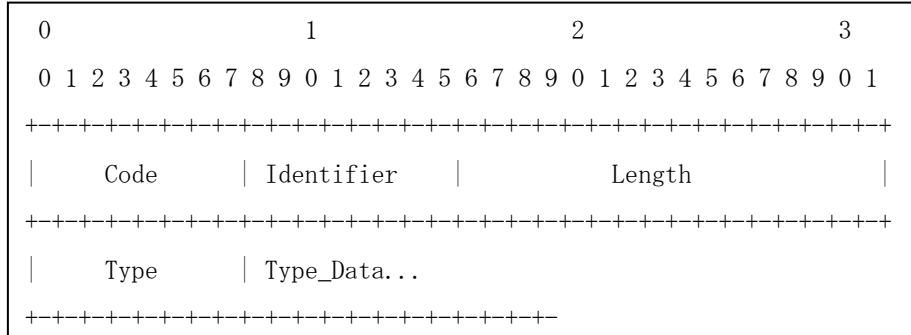 0                   1                   2                   3
0 1 2 3 4 5 6 7 8 9 0 1 2 3 4 5 6 7 8 9 0 1 2 3 4 5 6 7 8 9 0 1
+-+-+-+-+-+-+-+-+-+-+-+-+-+-+-+-+-+-+-+-+-+-+-+-+-+-+-+-+-+-+-+-+
|     Code      | Identifier    |           Length              |
+-+-+-+-+-+-+-+-+-+-+-+-+-+-+-+-+-+-+-+-+-+-+-+-+-+-+-+-+-+-+-+-+
|     Type      | Type_Data...
+-+-+-+-+-+-+-+-+-+-+-+-+-+-+-+-+-+-+-+-